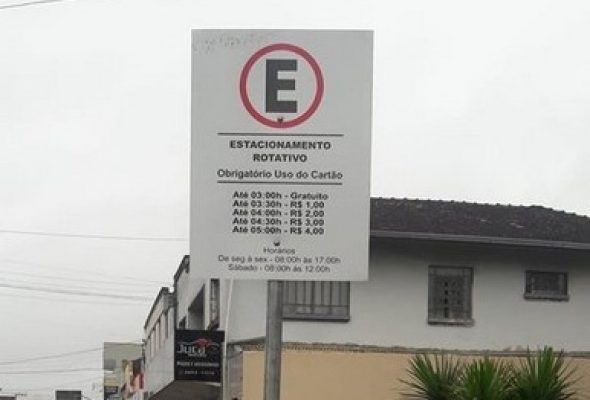 E
ESTACIONAMENTO
ROTATIVO
Obrigatório Uso do Cartão
Até 03:00h - Gratuito
Até 03:30h - R$ 1,00
Até 04:00h - R$ 2,00
Até 04:30h - R$ 3,00
Até 05:00h - R$ 4,00
Horários
De seg à sex - 08:00h às 17:00h
Sábado - 08:00h às 12:00h
Juca